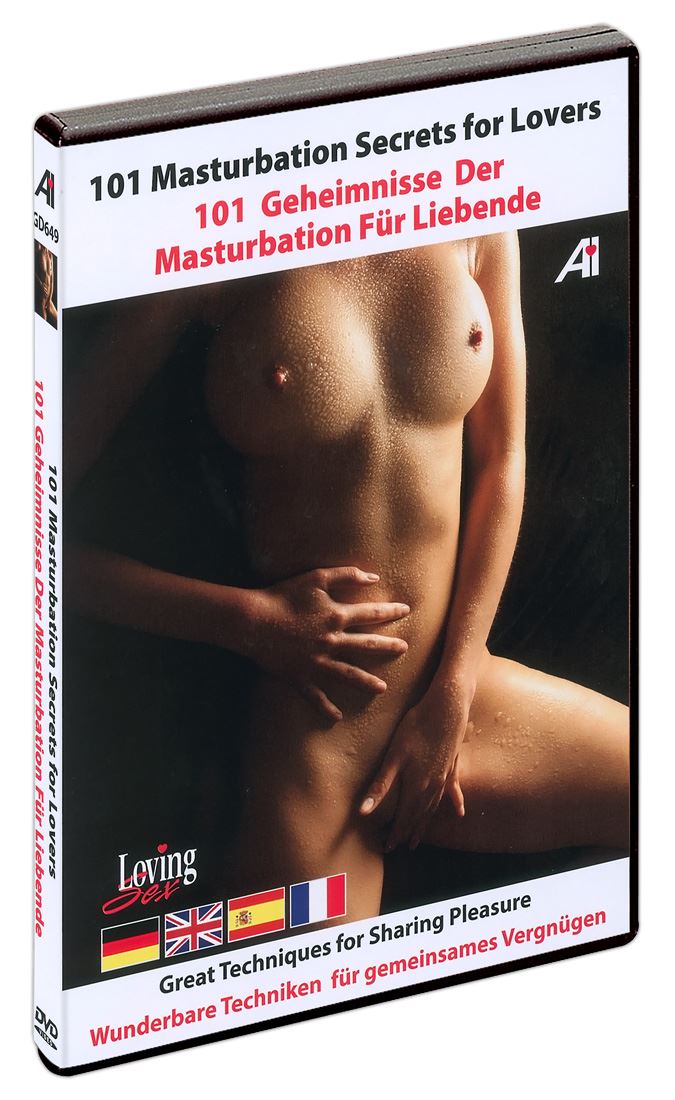 101 Masturbation Secrets for Lovers
101 Geheimnisse Der
Masturbation Für Liebende
AI
Loving
Sex
Great Techniques for Sharing Pleasure
Wunderbare Techniken für gemeinsames Vergnügen
AI
GD649
101 Masturbation Secrets for Lovers
101 Geheimnisse Der Masturbation Für Liebende
DVD